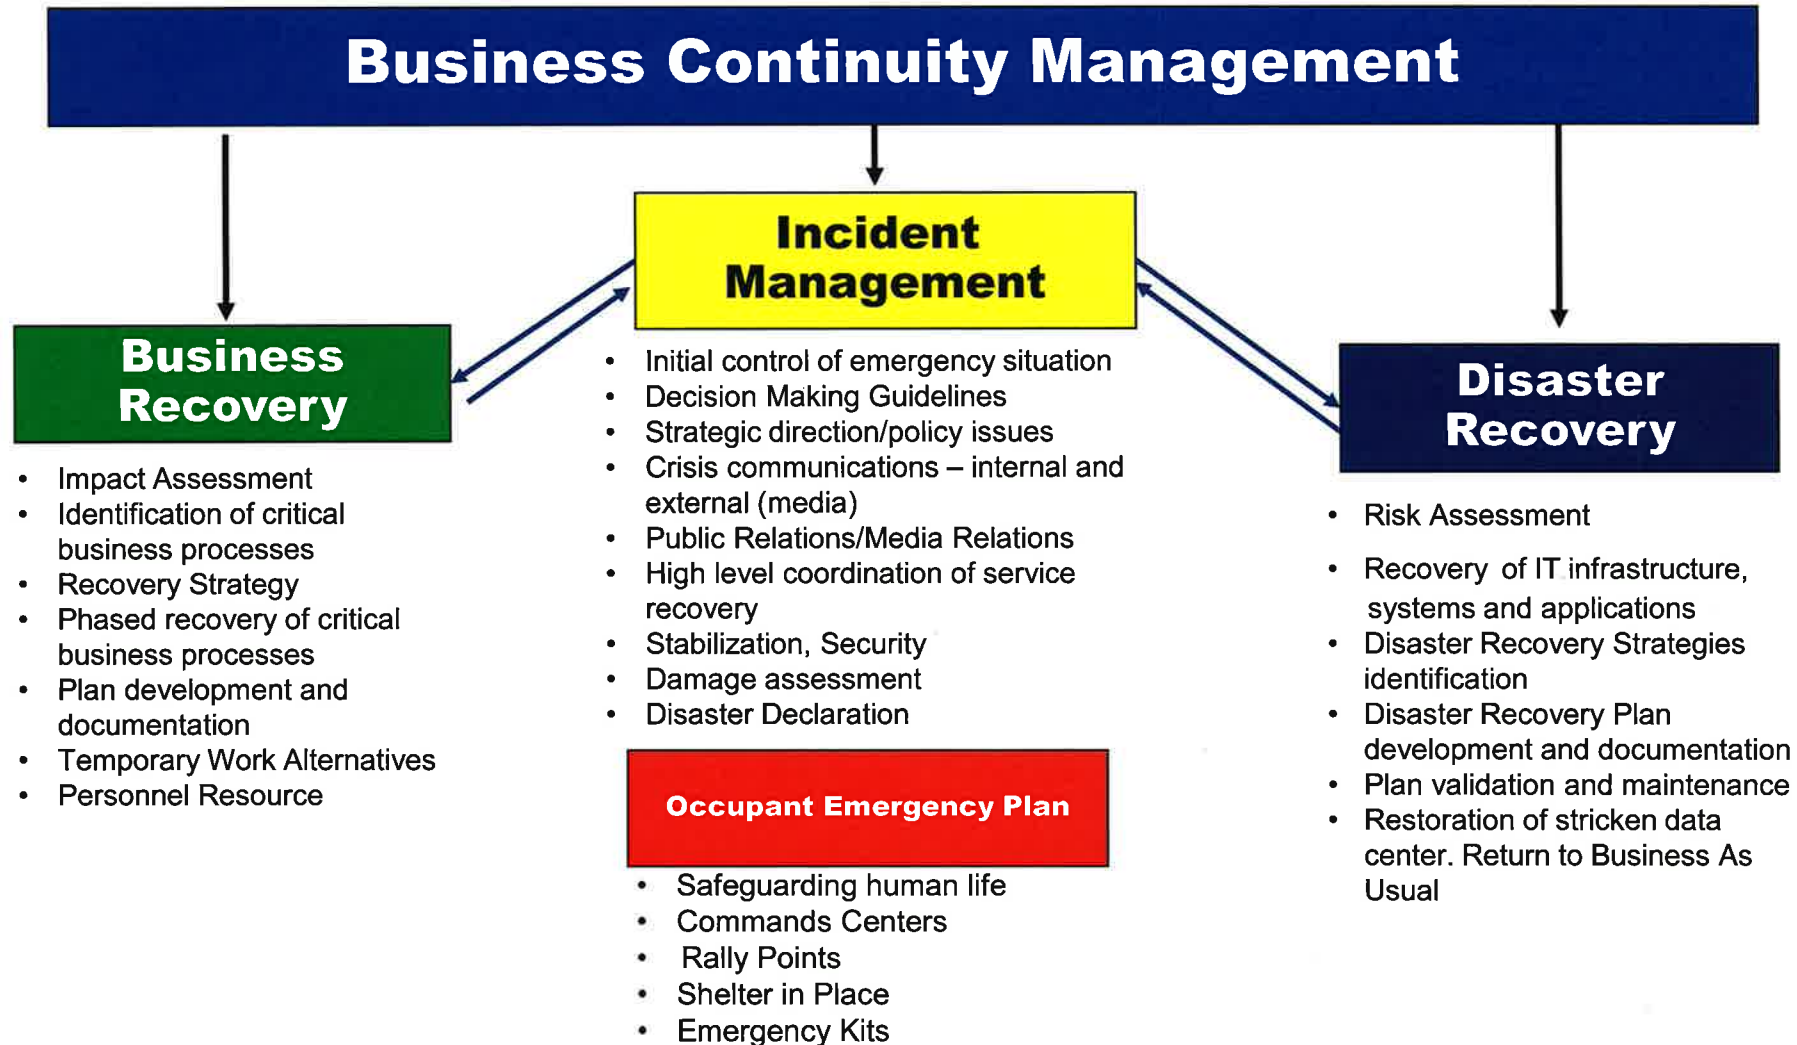 Business Continuity Management
Incident
Management
• Initial control of emergency situation
• Decision Making Guidelines
• Strategic direction/policy issues
• Crisis communications – internal and
external (media)
• Public Relations/Media Relations
• High level coordination of service
recovery
• Stabilization, Security
• Damage assessment
• Disaster Declaration
Business
Recovery
• Impact Assessment
• Identification of critical
business processes
• Recovery Strategy
• Phased recovery of critical
business processes
• Plan development and
documentation
• Temporary Work Alternatives
• Personnel Resource
Disaster
Recovery
• Risk Assessment
• Recovery of IT infrastructure,
systems and applications
• Disaster Recovery Strategies
identification
• Disaster Recovery Plan
development and documentation
• Plan validation and maintenance
• Restoration of stricken data
center. Return to Business As
Usual
Occupant Emergency Plan
• Safeguarding human life
• Commands Centers
• Rally Points
• Shelter in Place
• Emergency Kits